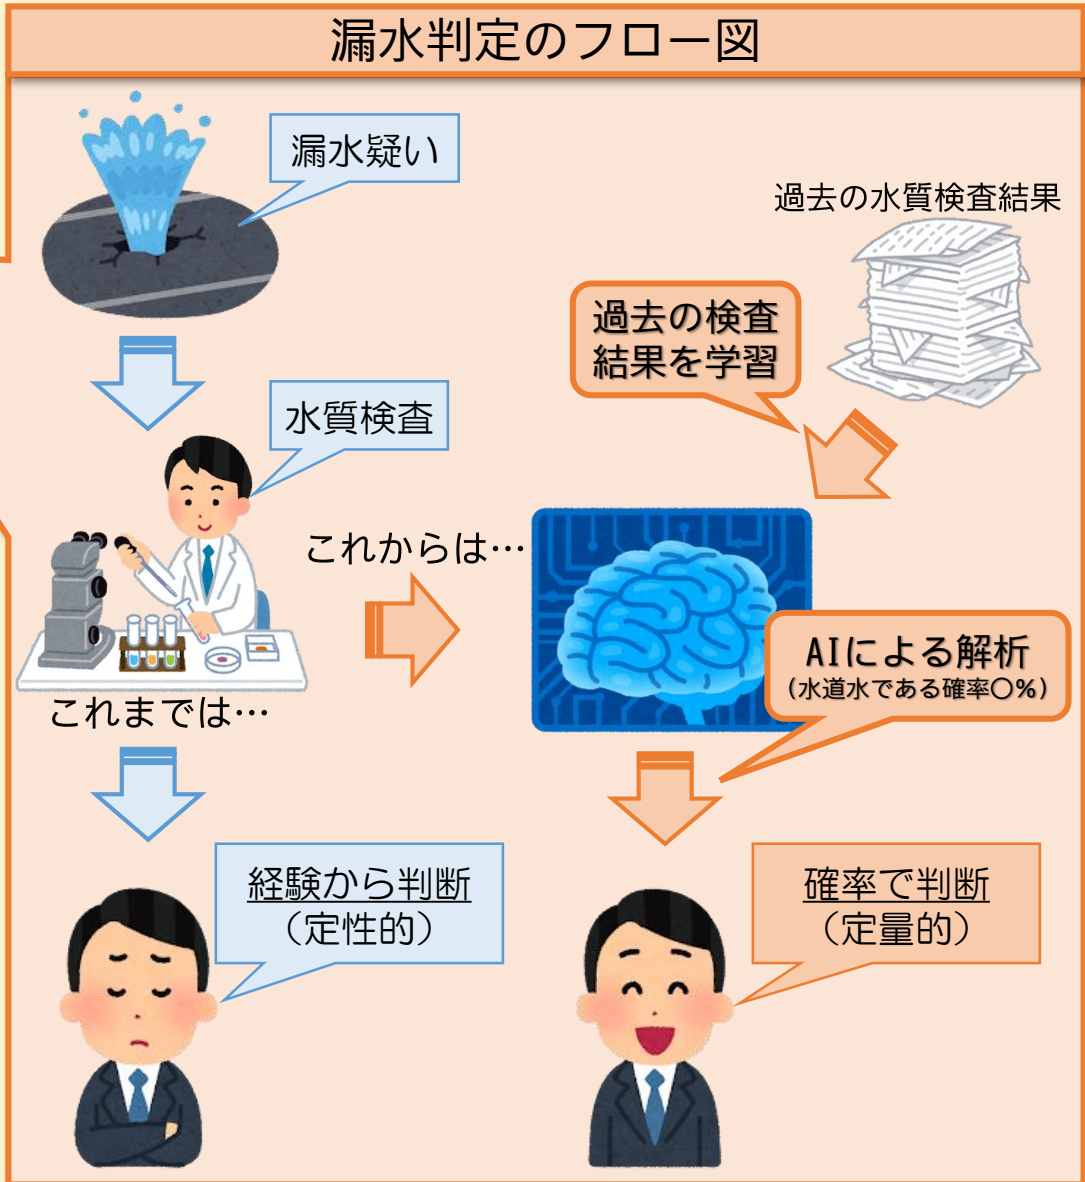 漏水判定のフロー図
漏水疑い
過去の水質検査結果
過去の検査
結果を学習
水質検査
これからは…
AIによる解析
(水道水である確率〇%)
これまでは…
経験から判断
(定性的)
確率で判断
(定量的)